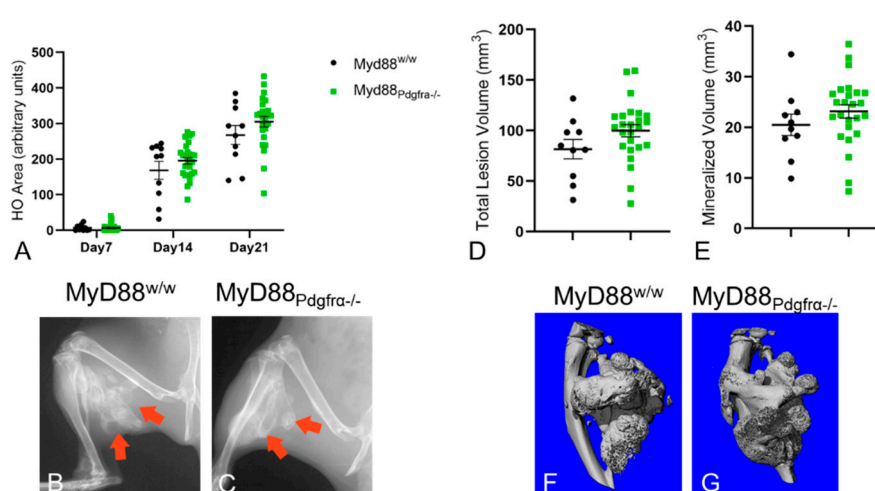 HO Area (arbitrary units)
500
400
300
200
100
0
Day7
Day14
Day21
Myd88w/w
Myd88Pdgfra-/-
A
Total Lesion Volume (mm3)
200
150
100
50
0
D
Mineralized Volume (mm3)
40
30
20
10
0
E
MyD88w/w
MyD88Pdgfrα-/-
B
C
MyD88w/w
MyD88Pdgfrα-/-
F
G